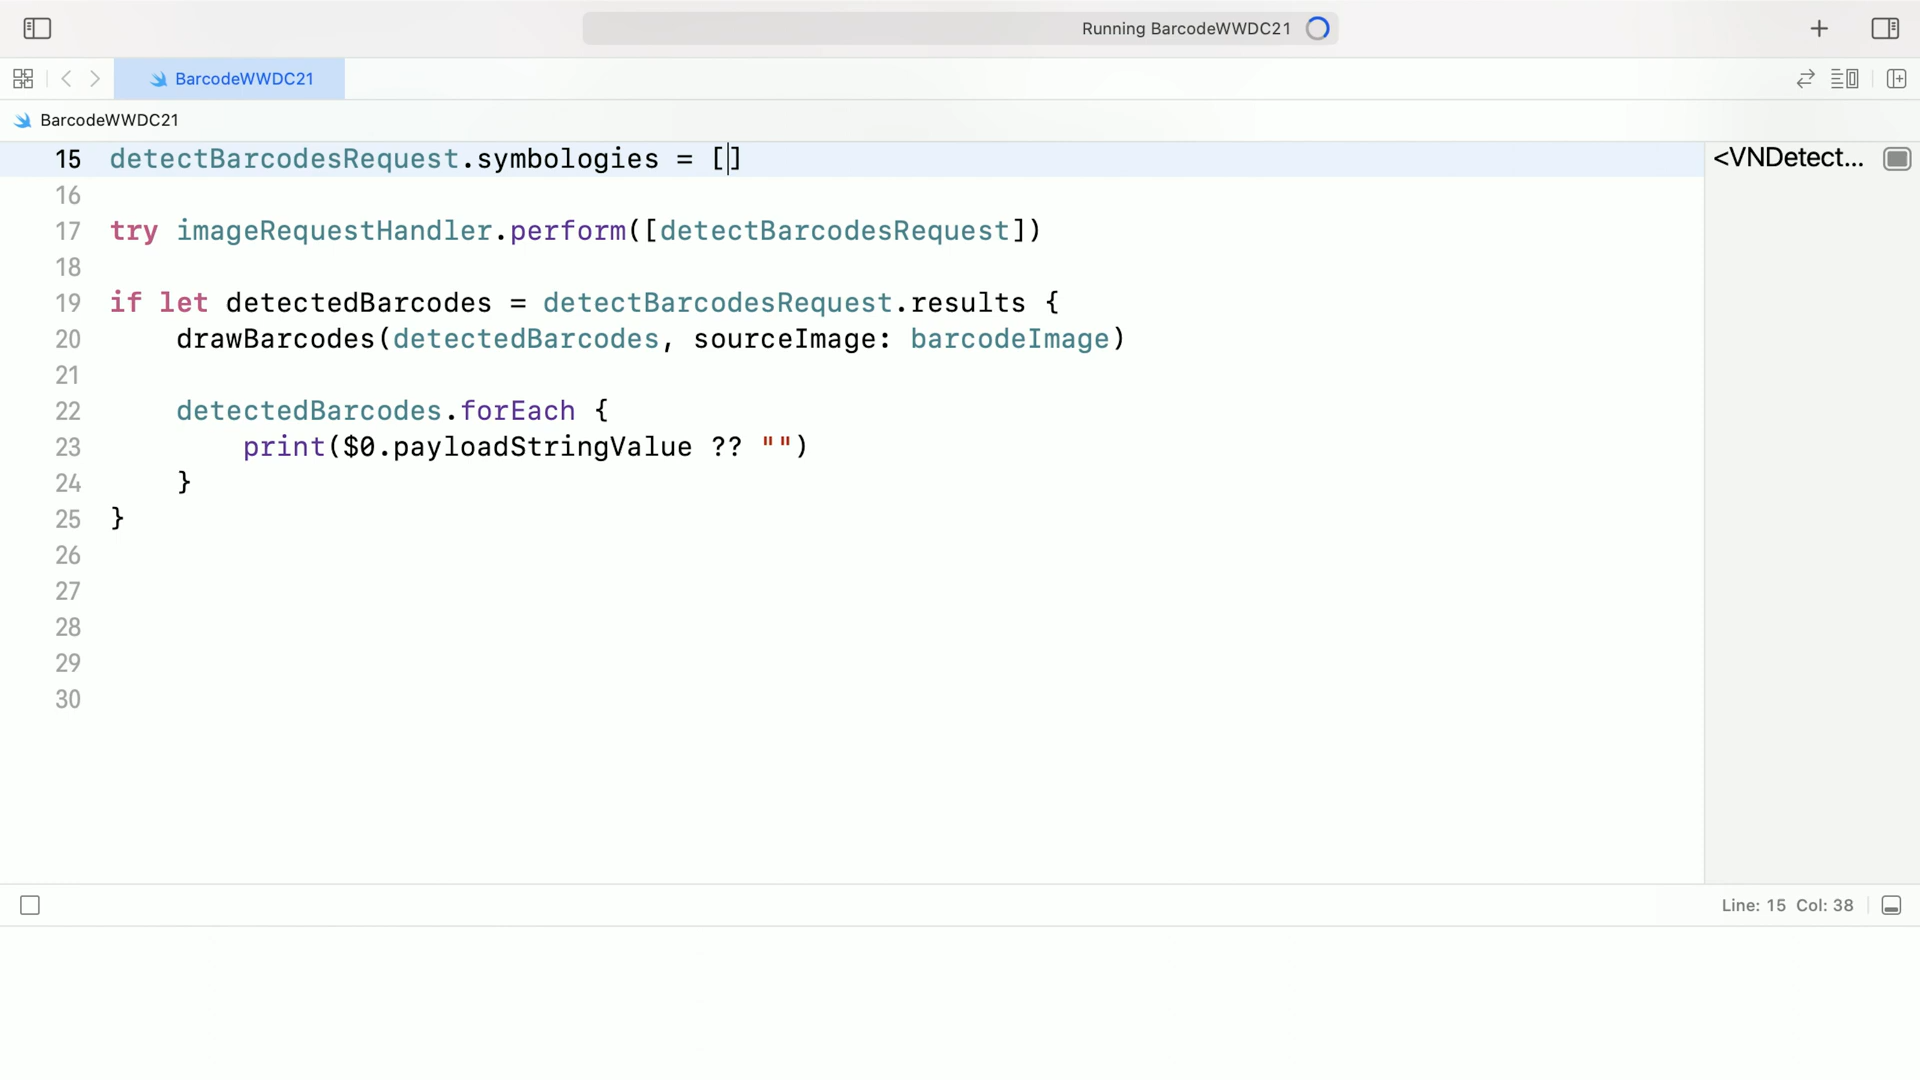 Running BarcodeWWDC21
BarcodeWWDC21
BarcodeWWDC21
15 detectBarcodesRequest.symbologies = []
<VNDetect...
16
17 try imageRequestHandler.perform([detectBarcodesRequest])
18
19 if let detectedBarcodes = detectBarcodesRequest.results {
20     drawBarcodes(detectedBarcodes, sourceImage: barcodeImage)
21
22     detectedBarcodes.forEach {
23         print($0.payloadStringValue ?? "")
24     }
25 }
26
27
28
29
30
Line: 15 Col: 38